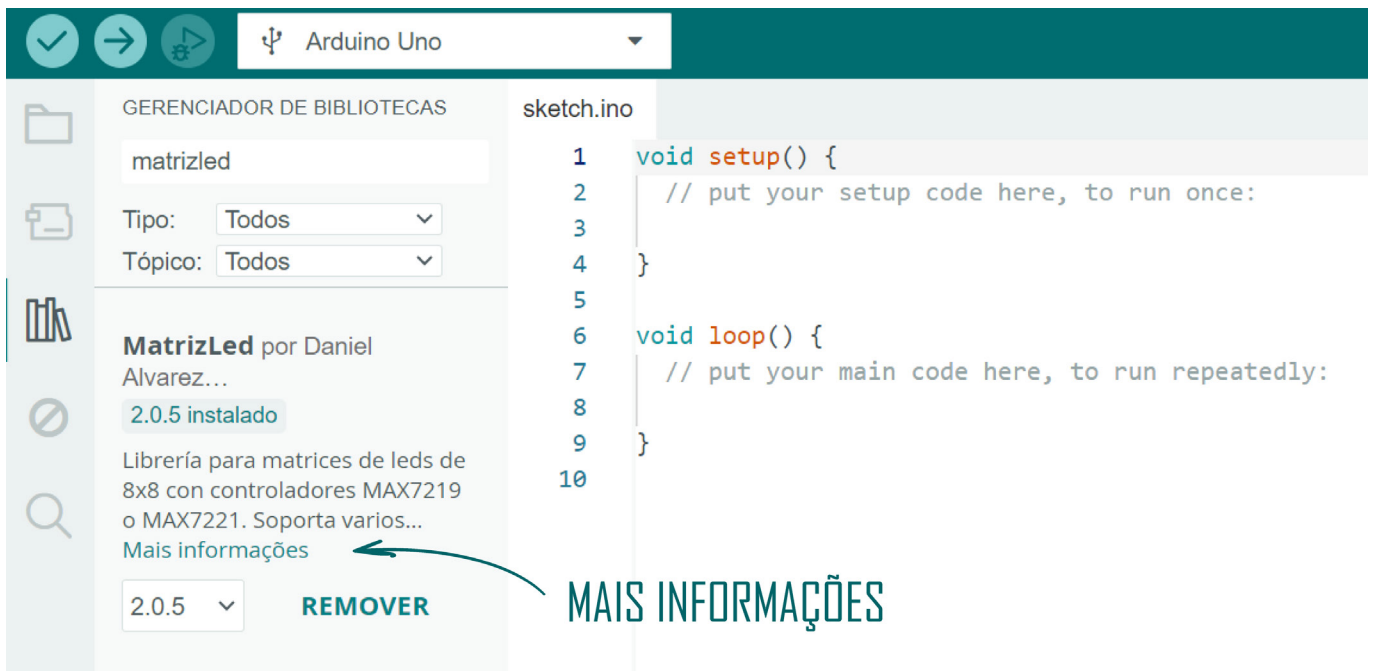 Arduino Uno
GERENCIADOR DE BIBLIOTECAS
matrizled
Tipo: Todos
Tópico: Todos
MatrizLed por Daniel
Alvarez...
2.0.5 instalado
Librería para matrices de leds de
8x8 con controladores MAX7219
o MAX7221. Soporta varios...
Mais informações
2.0.5 REMOVER
sketch.ino
1 void setup() {
2 // put your setup code here, to run once:
3
4 }
5
6 void loop() {
7 // put your main code here, to run repeatedly:
8
9 }
10
MAIS INFORMAÇÕES